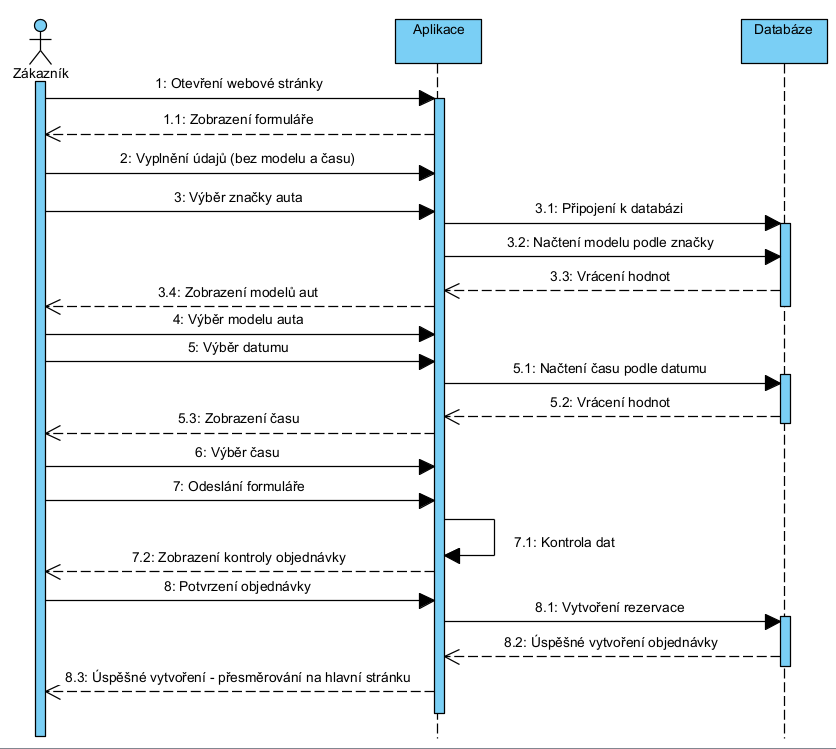 Zákazník
Aplikace
Databáze
1: Otevření webové stránky
1.1: Zobrazení formuláře
2: Vyplnění údajů (bez modelu a času)
3: Výběr značky auta
3.1: Připojení k databázi
3.2: Načtení modelu podle značky
3.3: Vrácení hodnot
3.4: Zobrazení modelů aut
4: Výběr modelu auta
5: Výběr datumu
5.1: Načtení času podle datumu
5.2: Vrácení hodnot
5.3: Zobrazení času
6: Výběr času
7: Odeslání formuláře
7.1: Kontrola dat
7.2: Zobrazení kontroly objednávky
8: Potvrzení objednávky
8.1: Vytvoření rezervace
8.2: Úspěšné vytvoření objednávky
8.3: Úspěšné vytvoření - přesměrování na hlavní stránku